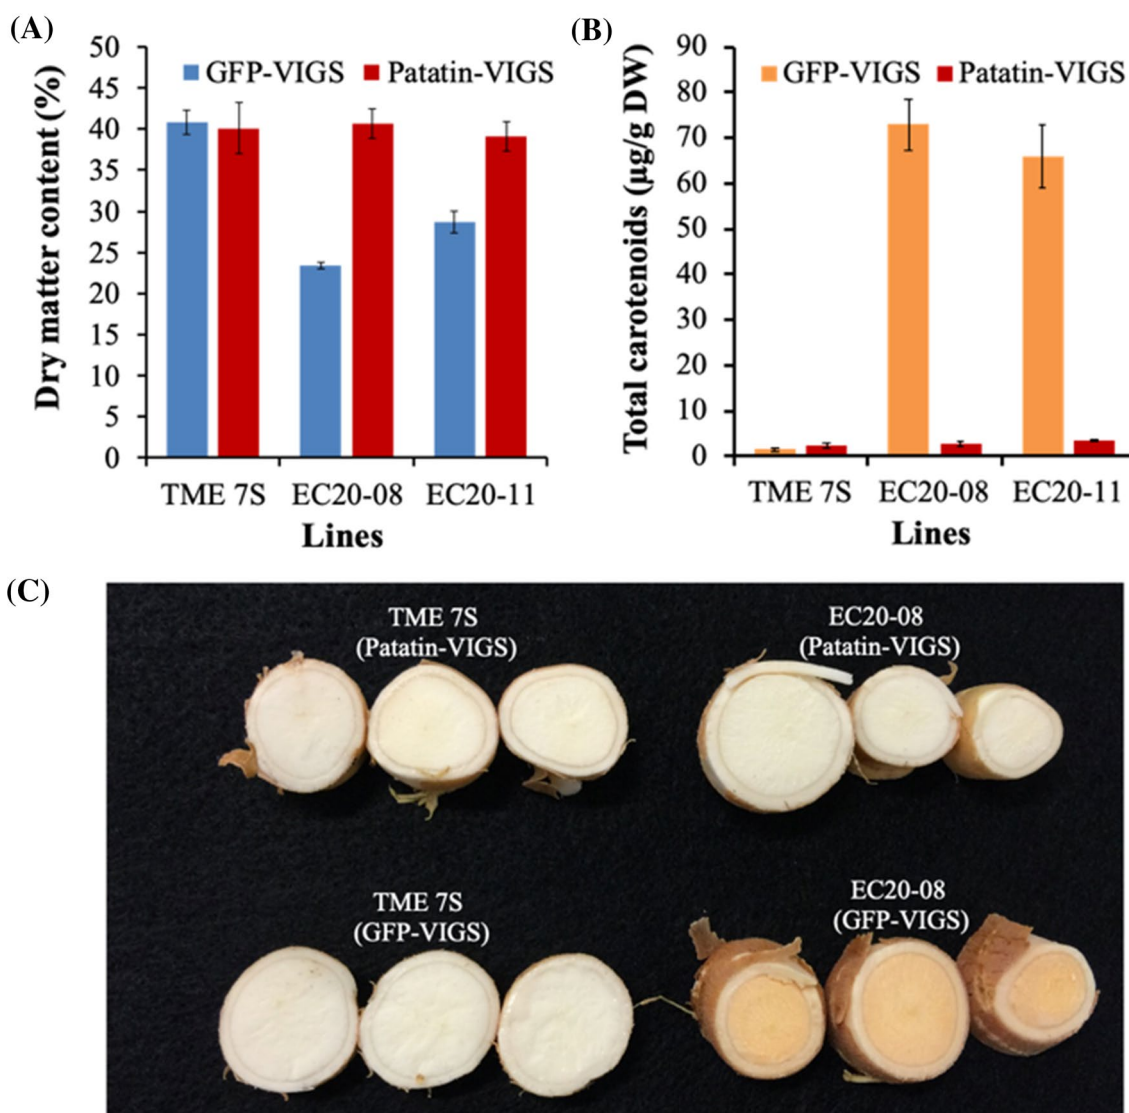 (A)
50
45
40
35
30
25
20
15
10
5
0
Dry matter content (%)
GFP-VIGS
Patatin-VIGS
TME 7S
EC20-08
EC20-11
Lines
(B)
90
80
70
60
50
40
30
20
10
0
Total carotenoids (µg/g DW)
GFP-VIGS
Patatin-VIGS
TME 7S
EC20-08
EC20-11
Lines
(C)
TME 7S
(Patatin-VIGS)
EC20-08
(Patatin-VIGS)
TME 7S
(GFP-VIGS)
EC20-08
(GFP-VIGS)